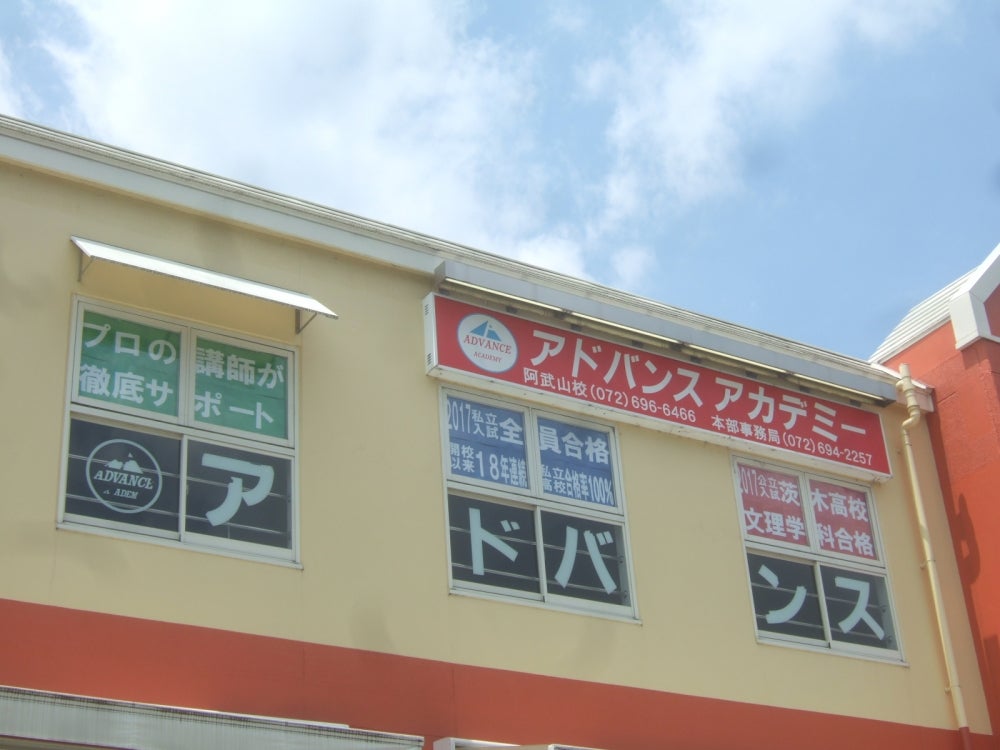 ADVANCE
ACADEMY
アドバンス アカデミー
阿武山校(072)696-6466 本部事務局(072)694-2257
プロの講師が
徹底サポート
ADVANCE
ADEM
ア
2017私立入試全員合格
開校以来18年連続 私立高校合格率100%
ドバ
2017公立入試茨木高校
文理学科合格
ンス